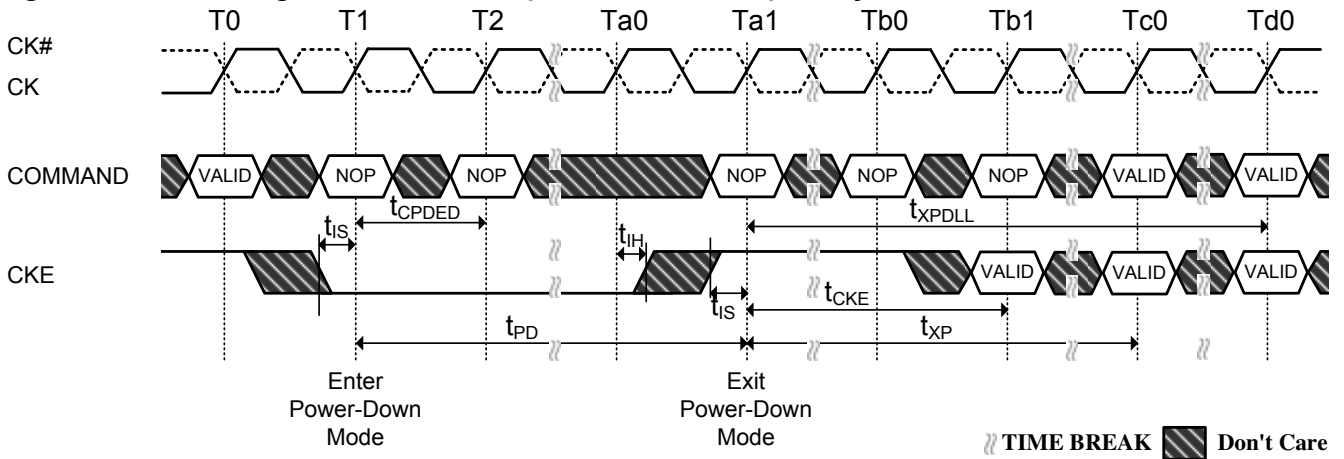 T0 T1 T2 Ta0 Ta1 Tb0 Tb1 Tc0 Td0
CK#
CK
COMMAND VALID NOP NOP NOP NOP NOP VALID VALID
tCPDED tXPDLL
tIS tIH
CKE VALID VALID VALID
tIS tCKE
tPD tXP
Enter Power-Down Mode
Exit Power-Down Mode
TIME BREAK Don't Care